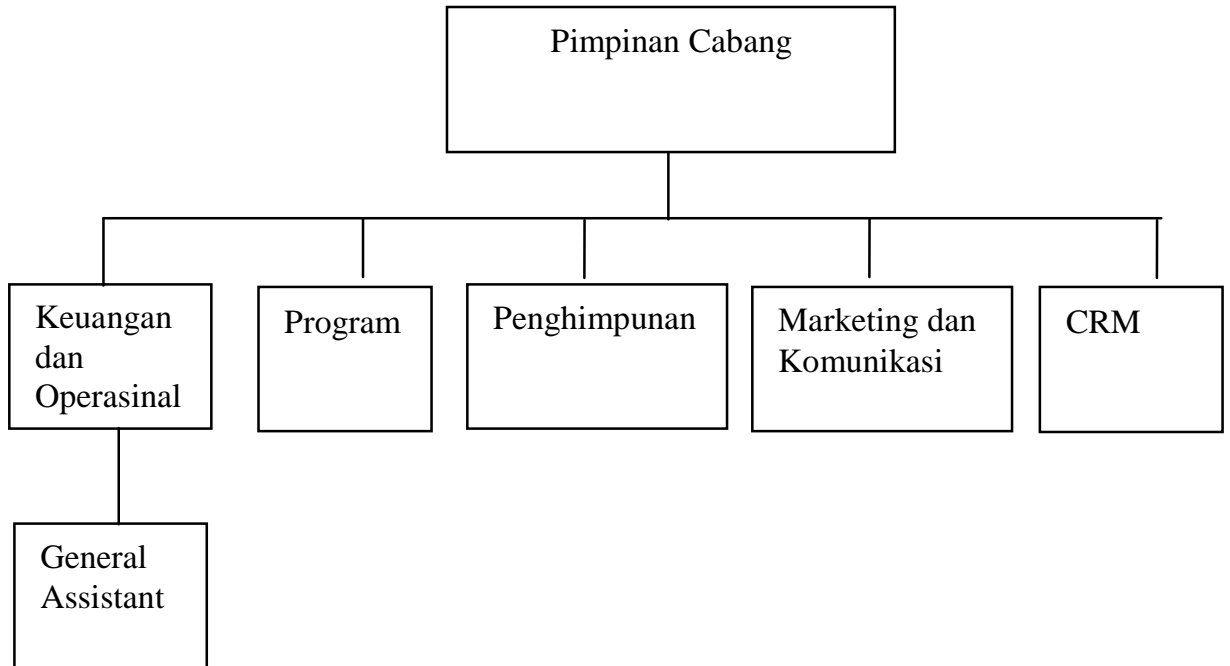 Pimpinan Cabang
Keuangan
dan
Operasinal
Program
Penghimpunan
Marketing dan
Komunikasi
CRM
General
Assistant